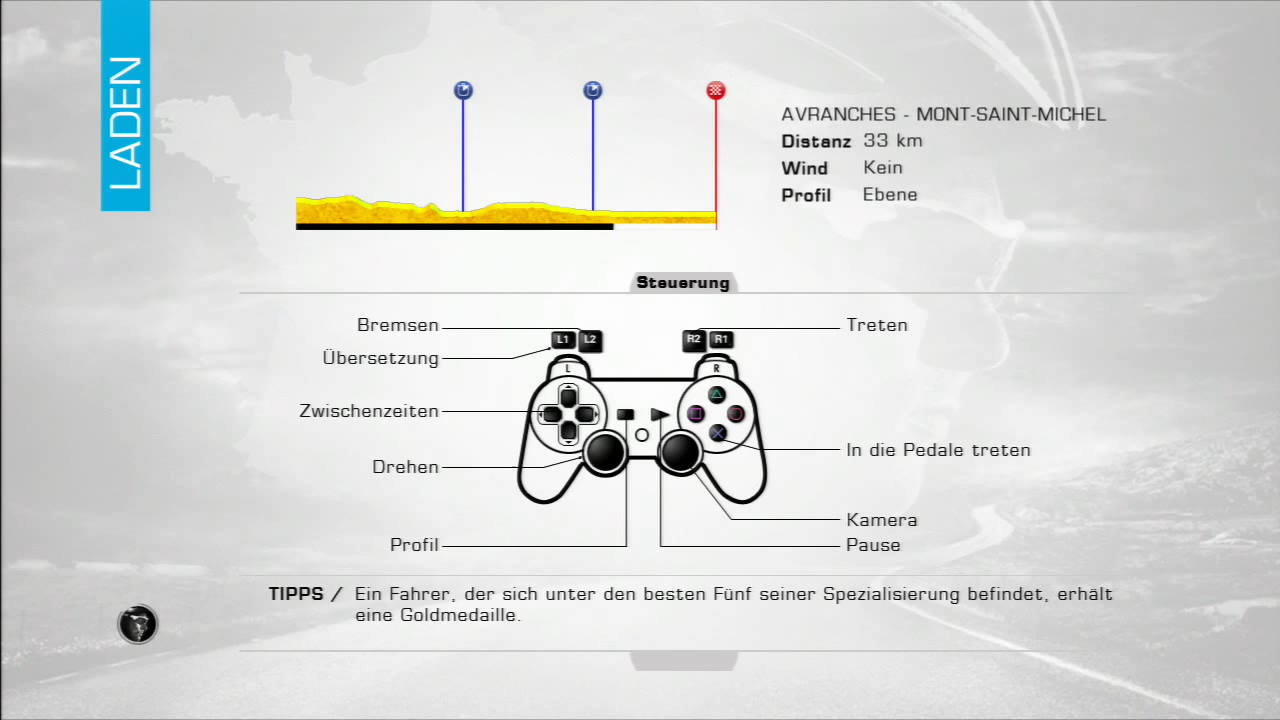 LADEN
AVRANCHES - MONT-SAINT-MICHEL
Distanz 33 km
Wind Kein
Profil Ebene
Steuerung
Bremsen
Treten
L1 L2 R2 R1
Übersetzung
L R
Zwischenzeiten
In die Pedale treten
Drehen
Kamera
Profil
Pause
TIPPS / Ein Fahrer, der sich unter den besten Fünf seiner Spezialisierung befindet, erhält
eine Goldmedaille.